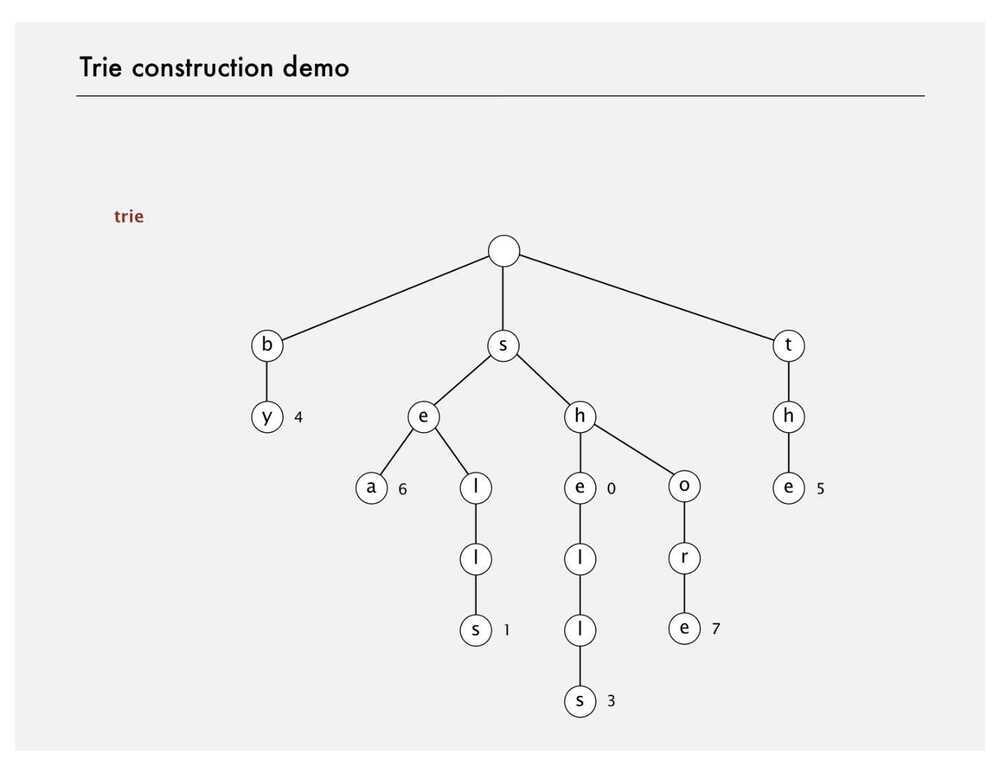 Trie construction demo
trie
b s t
y 4 e h h
a 6 l e 0 o e 5
l l r
s 1 l e 7
s 3